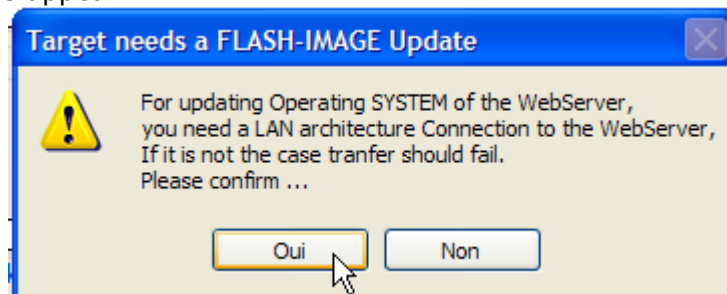 Target needs a FLASH-IMAGE Update
For updating Operating SYSTEM of the WebServer,
you need a LAN architecture Connection to the WebServer,
If it is not the case tranfer should fail.
Please confirm ...
Oui Non